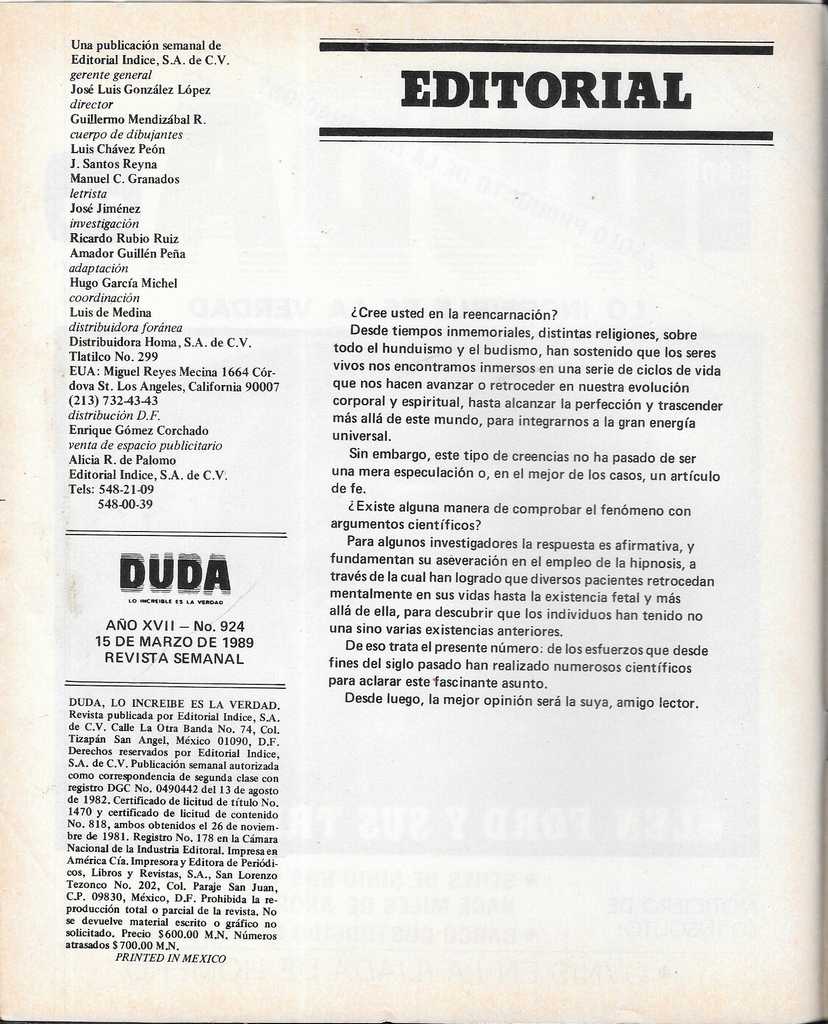 Una publicación semanal de
Editorial Indice, S.A. de C.V.
gerente general
José Luis González López
director
Guillermo Mendizábal R.
cuerpo de dibujantes
Luis Chávez Peón
J. Santos Reyna
Manuel C. Granados
letrista
José Jiménez
investigación
Ricardo Rubio Ruiz
Amador Guillén Peña
adaptación
Hugo García Michel
coordinación
Luis de Medina
distribuidora foránea
Distribuidora Homa, S.A. de C.V.
Tlatilco No. 299
EUA: Miguel Reyes Mecina 1664 Cór-
dova St. Los Angeles, California 90007
(213) 732-43-43
distribución D.F.
Enrique Gómez Corchado
venta de espacio publicitario
Alicia R. de Palomo
Editorial Indice, S.A. de C.V.
Tels: 548-21-09
548-00-39
DUDA
LO INCREIBLE ES LA VERDAD
AÑO XVII – No. 924
15 DE MARZO DE 1989
REVISTA SEMANAL
DUDA, LO INCREIBE ES LA VERDAD.
Revista publicada por Editorial Indice, S.A.
de C.V. Calle La Otra Banda No. 74, Col.
Tizapán San Angel, México 01090, D.F.
Derechos reservados por Editorial Indice,
S.A. de C.V. Publicación semanal autorizada
como correspondencia de segunda clase con
registro DGC No. 0490442 del 13 de agosto
de 1982. Certificado de licitud de título No.
1470 y certificado de licitud de contenido
No. 818, ambos obtenidos el 26 de noviem-
bre de 1981. Registro No. 178 en la Cámara
Nacional de la Industria Editorial. Impresa en
América Cía. Impresora y Editora de Periódi-
cos, Libros y Revistas, S.A., San Lorenzo
Tezonco No. 202, Col. Paraje San Juan,
C.P. 09830, México, D.F. Prohibida la re-
producción total o parcial de la revista. No
se devuelve material escrito o gráfico no
solicitado. Precio $600.00 M.N. Números
atrasados $700.00 M.N.
PRINTED IN MEXICO
EDITORIAL
¿Cree usted en la reencarnación?
Desde tiempos inmemoriales, distintas religiones, sobre
todo el hunduismo y el budismo, han sostenido que los seres
vivos nos encontramos inmersos en una serie de ciclos de vida
que nos hacen avanzar o retroceder en nuestra evolución
corporal y espiritual, hasta alcanzar la perfección y trascender
más allá de este mundo, para integrarnos a la gran energía
universal.
Sin embargo, este tipo de creencias no ha pasado de ser
una mera especulación o, en el mejor de los casos, un artículo
de fe.
¿Existe alguna manera de comprobar el fenómeno con
argumentos científicos?
Para algunos investigadores la respuesta es afirmativa, y
fundamentan su aseveración en el empleo de la hipnosis, a
través de la cual han logrado que diversos pacientes retrocedan
mentalmente en sus vidas hasta la existencia fetal y más
allá de ella, para descubrir que los individuos han tenido no
una sino varias existencias anteriores.
De eso trata el presente número: de los esfuerzos que desde
fines del siglo pasado han realizado numerosos científicos
para aclarar este fascinante asunto.
Desde luego, la mejor opinión será la suya, amigo lector.